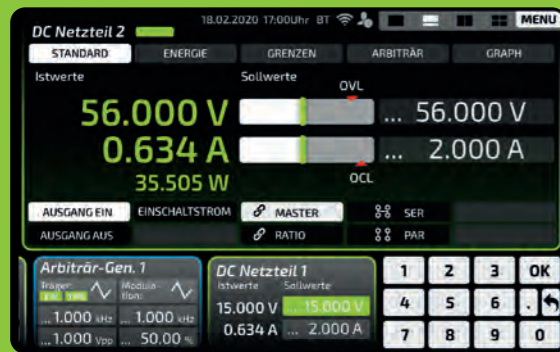 18.02.2020 17:00Uhr BT MENU
DC Netzteil 2
STANDARD ENERGIE GRENZEN ARBITRÄR GRAPH
Istwerte Sollwerte
OVL
56.000 V ... 56.000 V
0.634 A ... 2.000 A
35.505 W OCL
AUSGANG EIN EINSCHALTSTROM MASTER SER
AUSGANG AUS RATIO PAR
Arbiträr-Gen. 1
Träger: Modula-
tion:
... 1.000 kHz ... 1.000 kHz
... 1.000 Vpp ... 50.00 %
DC Netzteil 1
Istwerte Sollwerte
15.000 V ... 15.000 V
0.634 A ... 2.000 A
1 2 3 OK
4 5 6 .
7 8 9 0